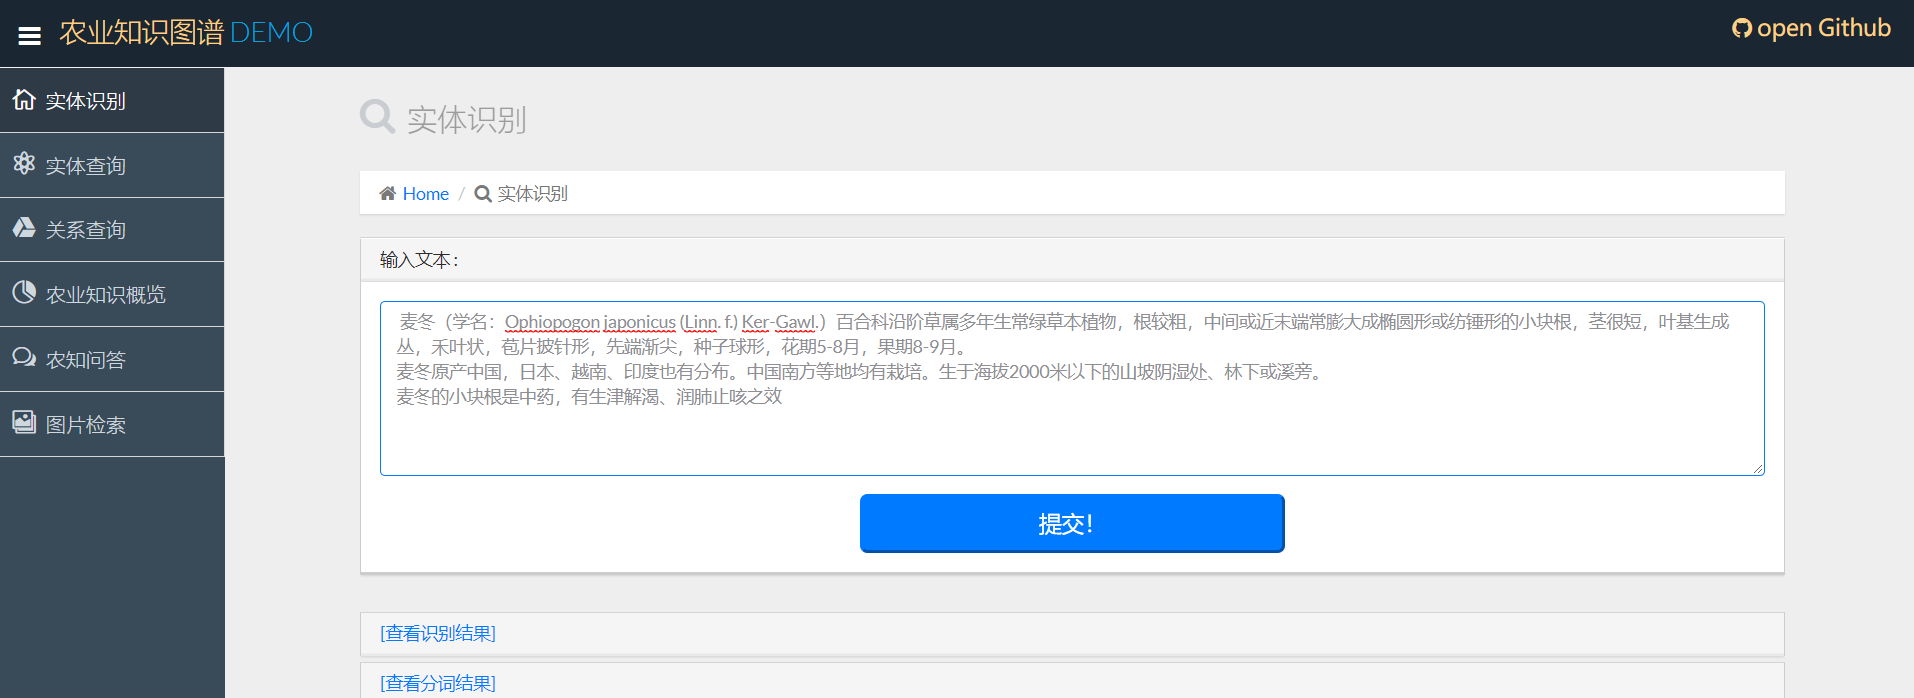 农业知识图谱 DEMO
open Github
实体识别
实体查询
关系查询
农业知识概览
农知问答
图片检索
实体识别
Home / 实体识别
输入文本：
麦冬（学名：Ophiopogon japonicus (Linn. f.) Ker-Gawl.）百合科沿阶草属多年生常绿草本植物，根较粗，中间或近末端常膨大成椭圆形或纺锤形的小块根，茎很短，叶基生成
丛，禾叶状，苞片披针形，先端渐尖，种子球形，花期5-8月，果期8-9月。
麦冬原产中国，日本、越南、印度也有分布。中国南方等地均有栽培。生于海拔2000米以下的山坡阴湿处、林下或溪旁。
麦冬的小块根是中药，有生津解渴、润肺止咳之效
提交！
[查看识别结果]
[查看分词结果]